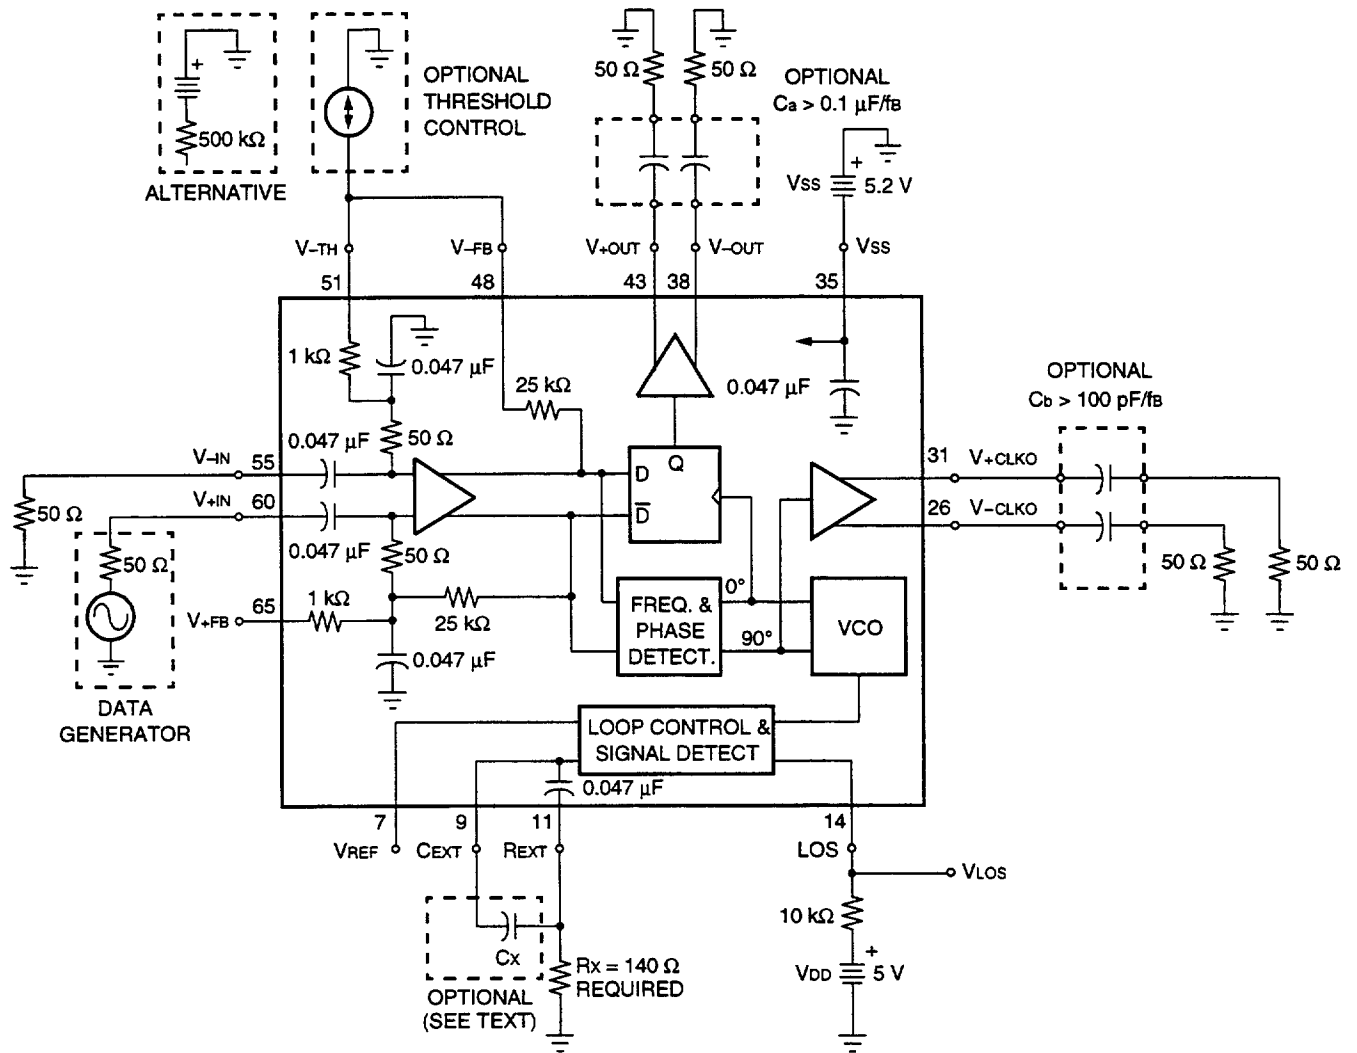 +
500 kΩ
ALTERNATIVE
OPTIONAL
THRESHOLD
CONTROL
50 Ω
50 Ω
OPTIONAL
Ca > 0.1 µF/fB
+
VSS
5.2 V
V–TH
V–FB
V+OUT
V–OUT
VSS
51
48
43
38
35
1 kΩ
0.047 µF
25 kΩ
0.047 µF
OPTIONAL
Cb > 100 pF/fB
50 Ω
0.047 µF
V–IN
55
D
Q
31
V+CLKO
V+IN
60
D̅
26
V–CLKO
50 Ω
0.047 µF
50 Ω
50 Ω
50 Ω
50 Ω
V+FB
65
1 kΩ
25 kΩ
0.047 µF
FREQ. &
PHASE
DETECT.
0°
90°
VCO
DATA
GENERATOR
LOOP CONTROL &
SIGNAL DETECT
0.047 µF
7
9
11
14
VREF
CEXT
REXT
LOS
VLOS
10 kΩ
CX
RX = 140 Ω
REQUIRED
+
VDD
5 V
OPTIONAL
(SEE TEXT)